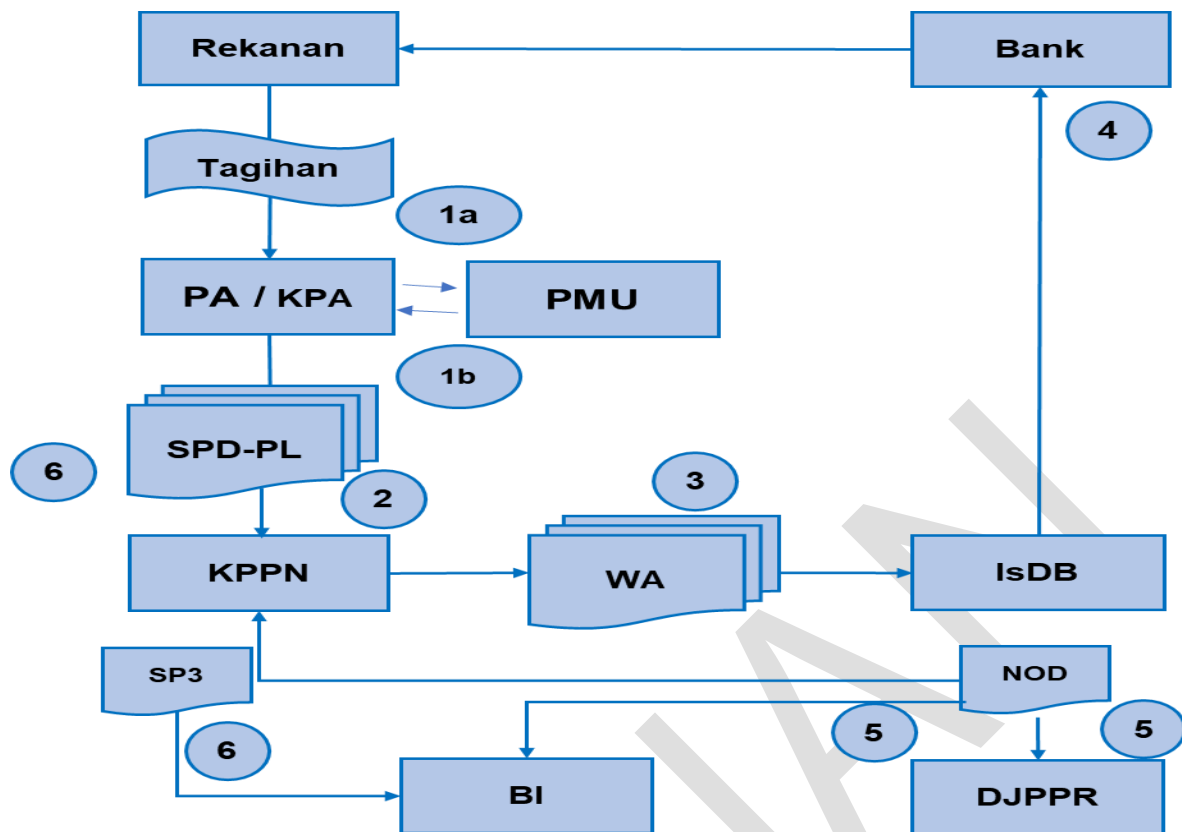 Rekanan
Bank
4
Tagihan
1a
PA / KPA
PMU
1b
SPD-PL
6
2
3
KPPN
WA
IsDB
SP3
NOD
6
5
5
BI
DJPPR